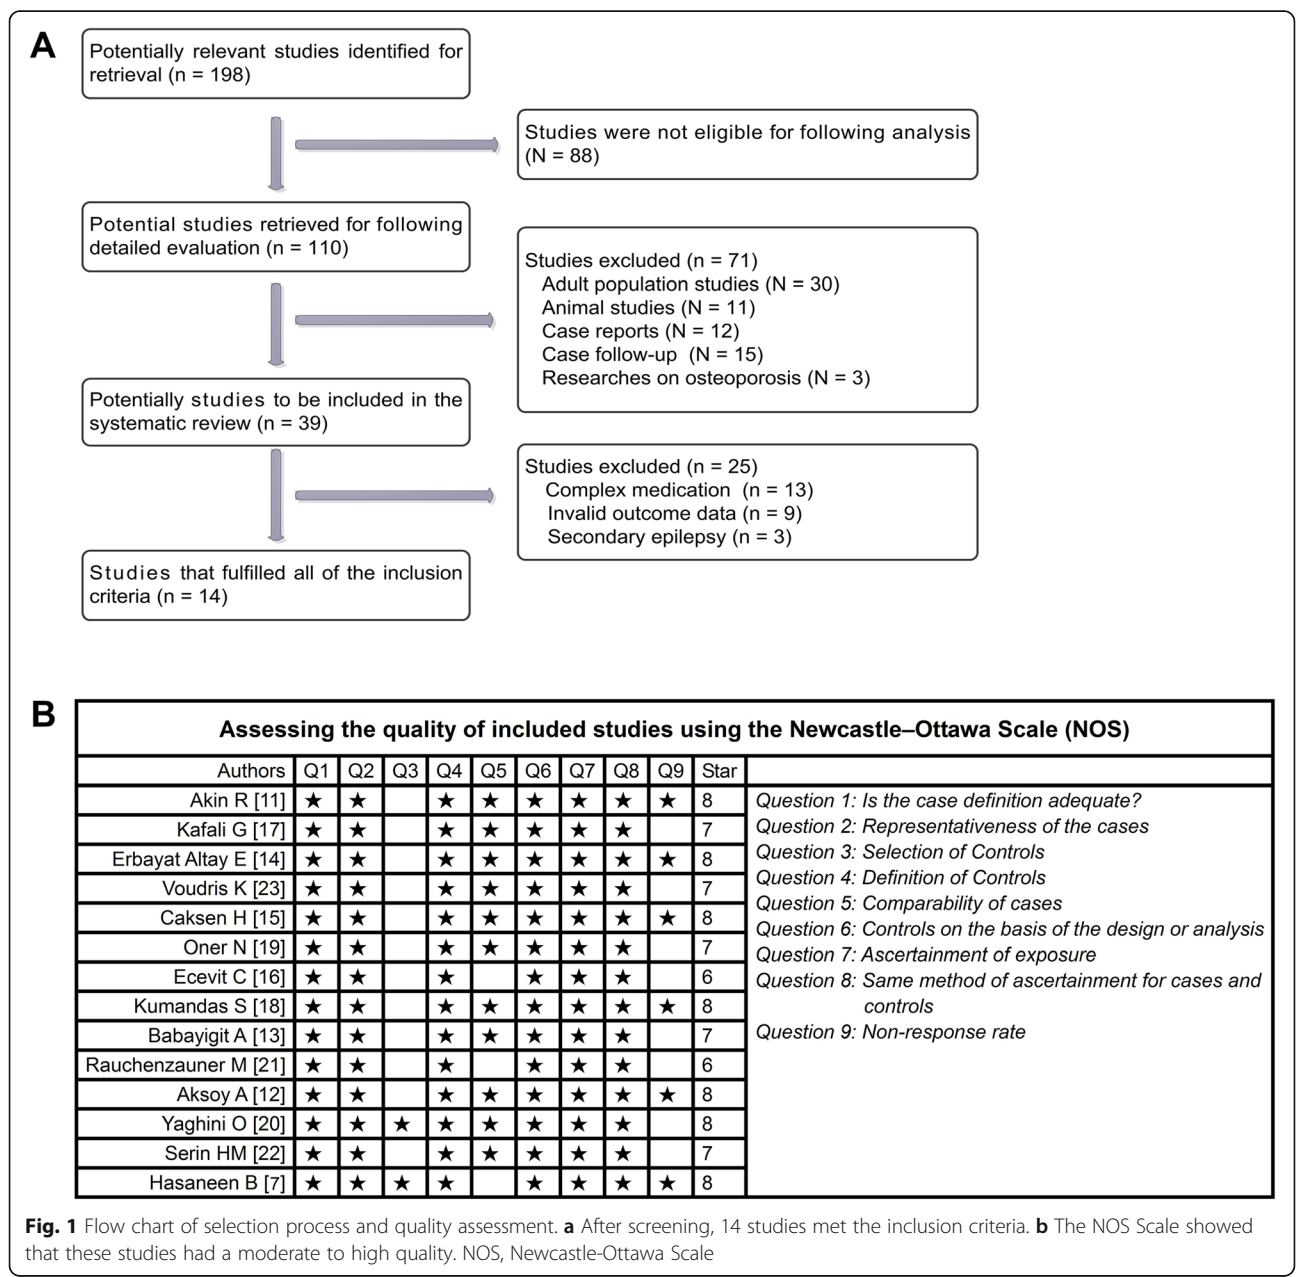 A
Potentially relevant studies identified for
retrieval (n = 198)
Studies were not eligible for following analysis
(N = 88)
Potential studies retrieved for following
detailed evaluation (n = 110)
Studies excluded (n = 71)
Adult population studies (N = 30)
Animal studies (N = 11)
Case reports (N = 12)
Case follow-up (N = 15)
Researches on osteoporosis (N = 3)
Potentially studies to be included in the
systematic review (n = 39)
Studies excluded (n = 25)
Complex medication (n = 13)
Invalid outcome data (n = 9)
Secondary epilepsy (n = 3)
Studies that fulfilled all of the inclusion
criteria (n = 14)
B
Assessing the quality of included studies using the Newcastle–Ottawa Scale (NOS)
Authors Q1 Q2 Q3 Q4 Q5 Q6 Q7 Q8 Q9 Star
Akin R [11] ★ ★ ★ ★ ★ ★ ★ ★ 8
Kafali G [17] ★ ★ ★ ★ ★ ★ ★ 7
Erbayat Altay E [14] ★ ★ ★ ★ ★ ★ ★ ★ 8
Voudris K [23] ★ ★ ★ ★ ★ ★ ★ 7
Caksen H [15] ★ ★ ★ ★ ★ ★ ★ ★ 8
Oner N [19] ★ ★ ★ ★ ★ ★ ★ 7
Ecevit C [16] ★ ★ ★ ★ ★ ★ 6
Kumandas S [18] ★ ★ ★ ★ ★ ★ ★ ★ 8
Babayigit A [13] ★ ★ ★ ★ ★ ★ ★ 7
Rauchenzauner M [21] ★ ★ ★ ★ ★ ★ 6
Aksoy A [12] ★ ★ ★ ★ ★ ★ ★ ★ 8
Yaghini O [20] ★ ★ ★ ★ ★ ★ ★ ★ 8
Serin HM [22] ★ ★ ★ ★ ★ ★ ★ 7
Hasaneen B [7] ★ ★ ★ ★ ★ ★ ★ ★ 8
Question 1: Is the case definition adequate?
Question 2: Representativeness of the cases
Question 3: Selection of Controls
Question 4: Definition of Controls
Question 5: Comparability of cases
Question 6: Controls on the basis of the design or analysis
Question 7: Ascertainment of exposure
Question 8: Same method of ascertainment for cases and
controls
Question 9: Non-response rate
Fig. 1 Flow chart of selection process and quality assessment. a After screening, 14 studies met the inclusion criteria. b The NOS Scale showed
that these studies had a moderate to high quality. NOS, Newcastle-Ottawa Scale